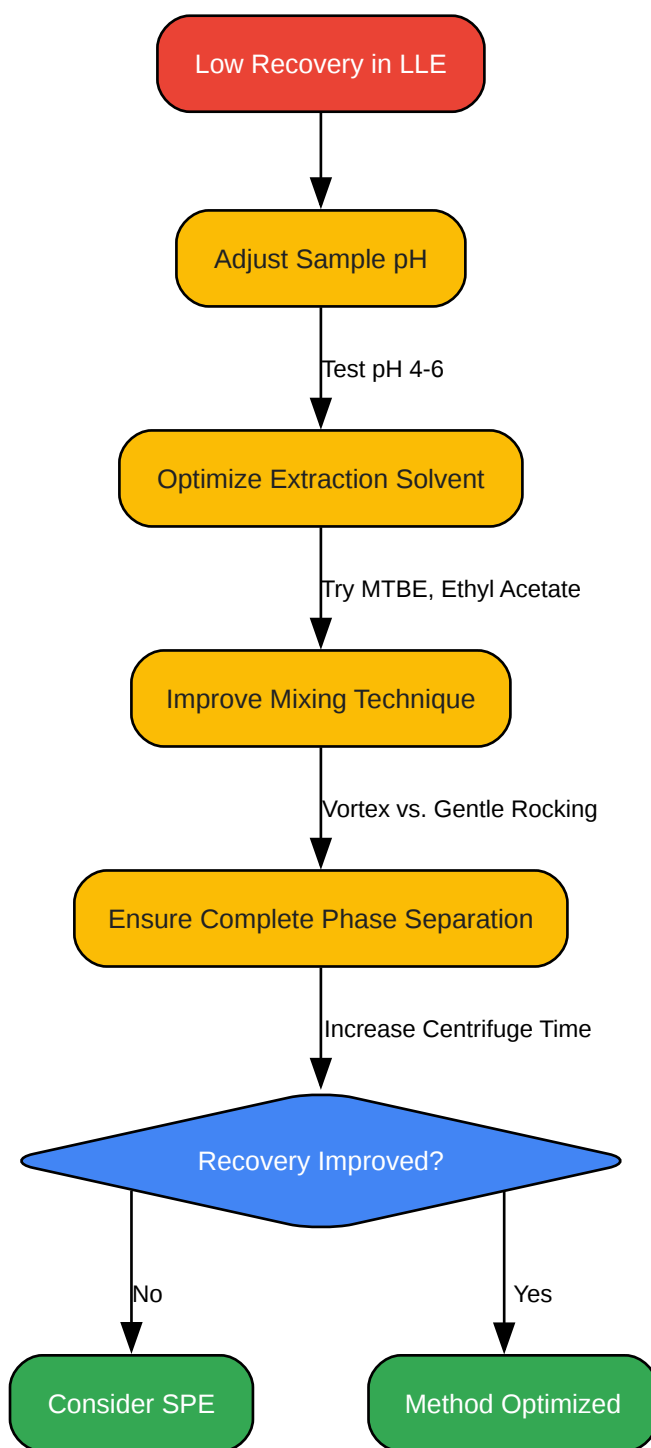 Low Recovery in LLE
Adjust Sample pH
Test pH 4-6
Optimize Extraction Solvent
Try MTBE, Ethyl Acetate
Improve Mixing Technique
Vortex vs. Gentle Rocking
Ensure Complete Phase Separation
Increase Centrifuge Time
Recovery Improved?
No
Yes
Consider SPE
Method Optimized